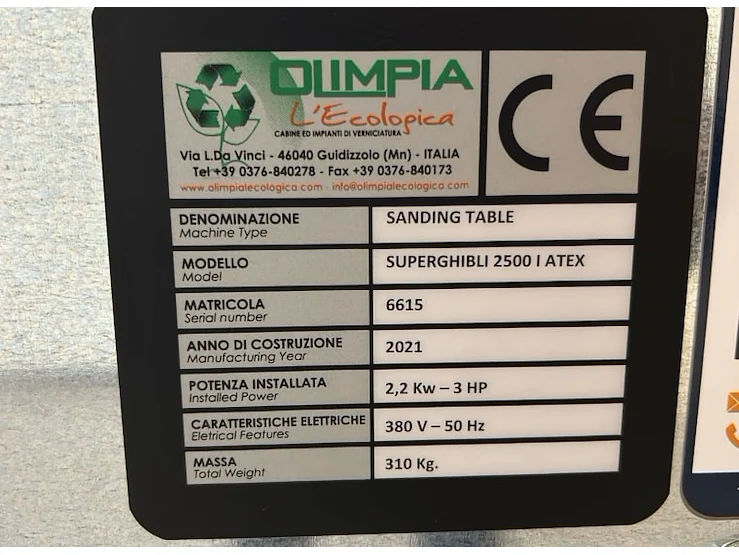 OLIMPIA
L'Ecologica
CABINE ED IMPIANTI DI VERNICIATURA
Via L.Da Vinci - 46040 Guidizzolo (Mn) - ITALIA
Tel +39 0376-840278 - Fax +39 0376-840173
www.olimpialecologica.com - info@olimpialecologica.com
CE
DENOMINAZIONE
Machine Type
SANDING TABLE
MODELLO
Model
SUPERGHIBLI 2500 I ATEX
MATRICOLA
Serial number
6615
ANNO DI COSTRUZIONE
Manufacturing Year
2021
POTENZA INSTALLATA
Installed Power
2,2 Kw – 3 HP
CARATTERISTICHE ELETTRICHE
Eletrical Features
380 V – 50 Hz
MASSA
Total Weight
310 Kg.